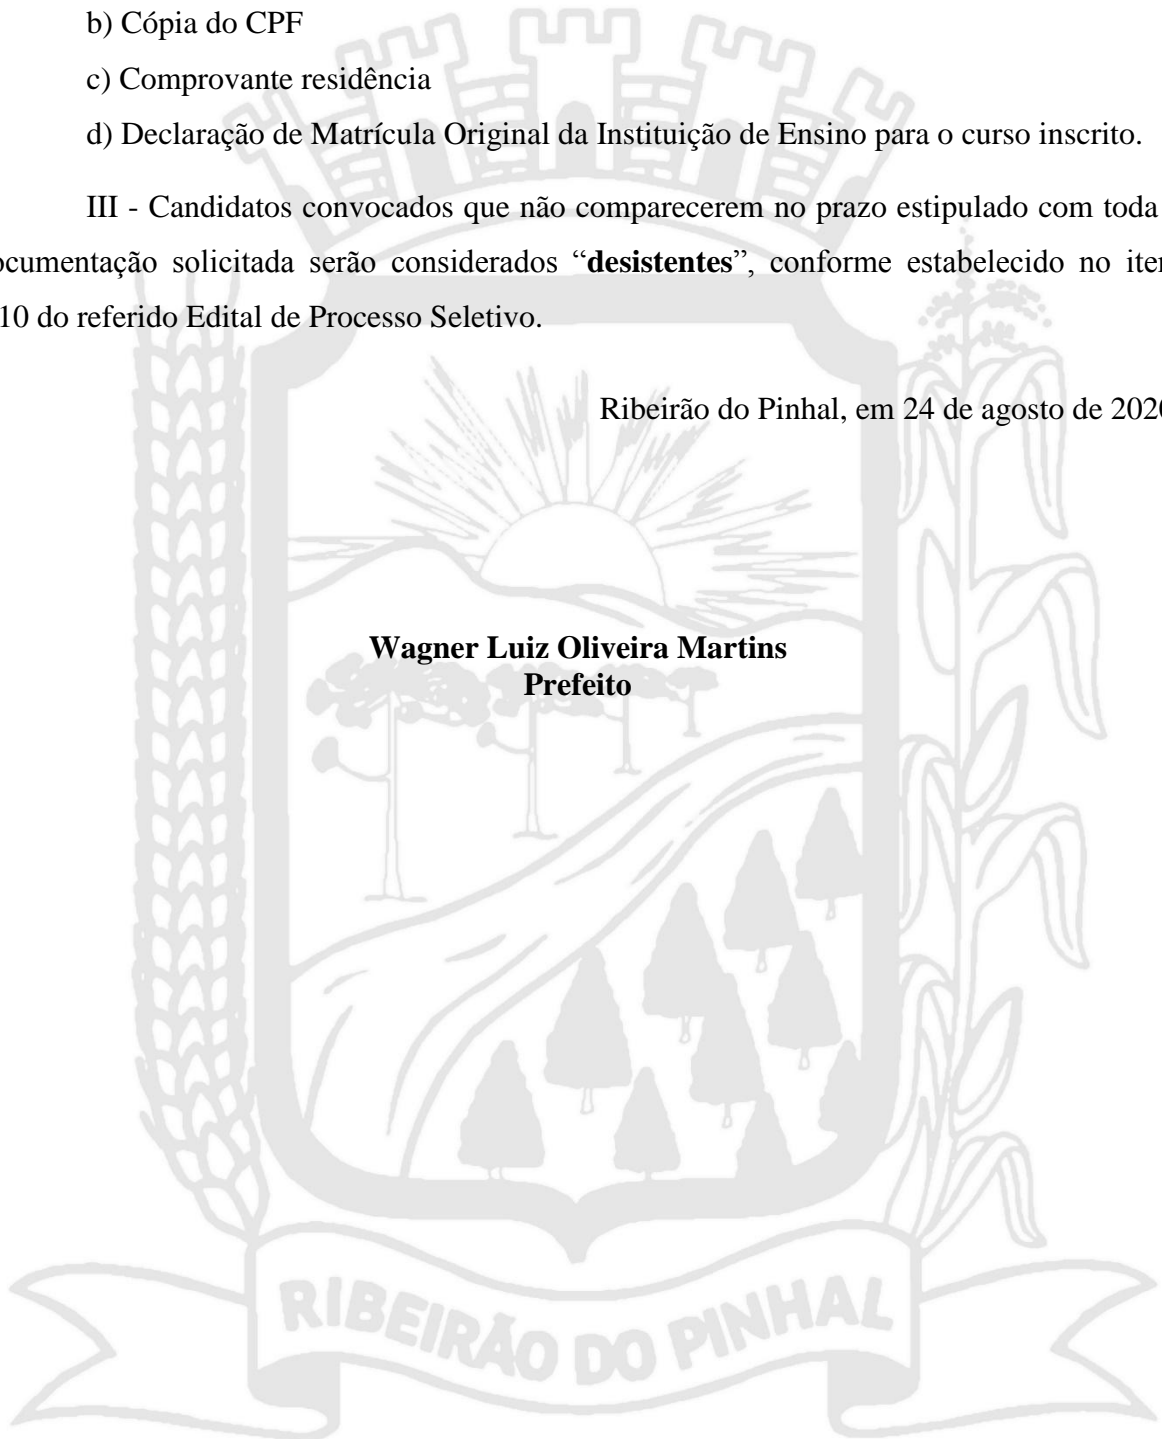 b) Cópia do CPF
c) Comprovante residência
d) Declaração de Matrícula Original da Instituição de Ensino para o curso inscrito.
III - Candidatos convocados que não comparecerem no prazo estipulado com toda
ocumentação solicitada serão considerados “desistentes”, conforme estabelecido no iter
10 do referido Edital de Processo Seletivo.
Ribeirão do Pinhal, em 24 de agosto de 2020
Wagner Luiz Oliveira Martins
Prefeito
RIBEIRÃO DO PINHAL